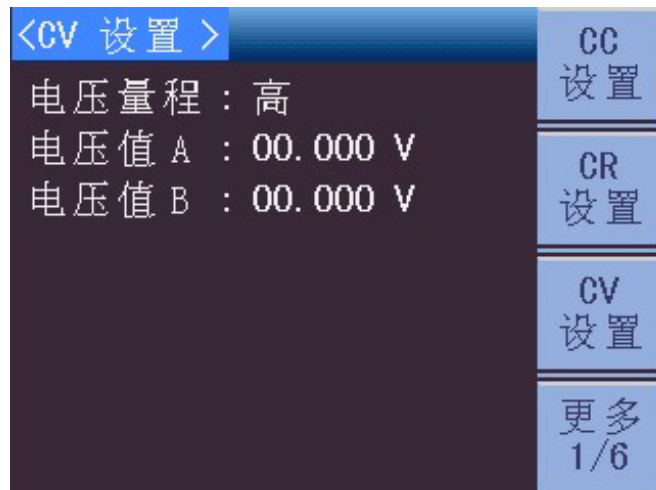 <CV 设置 >
电压量程 : 高
电压值 A : 00.000 V
电压值 B : 00.000 V
CC
设置
CR
设置
CV
设置
更多
1/6